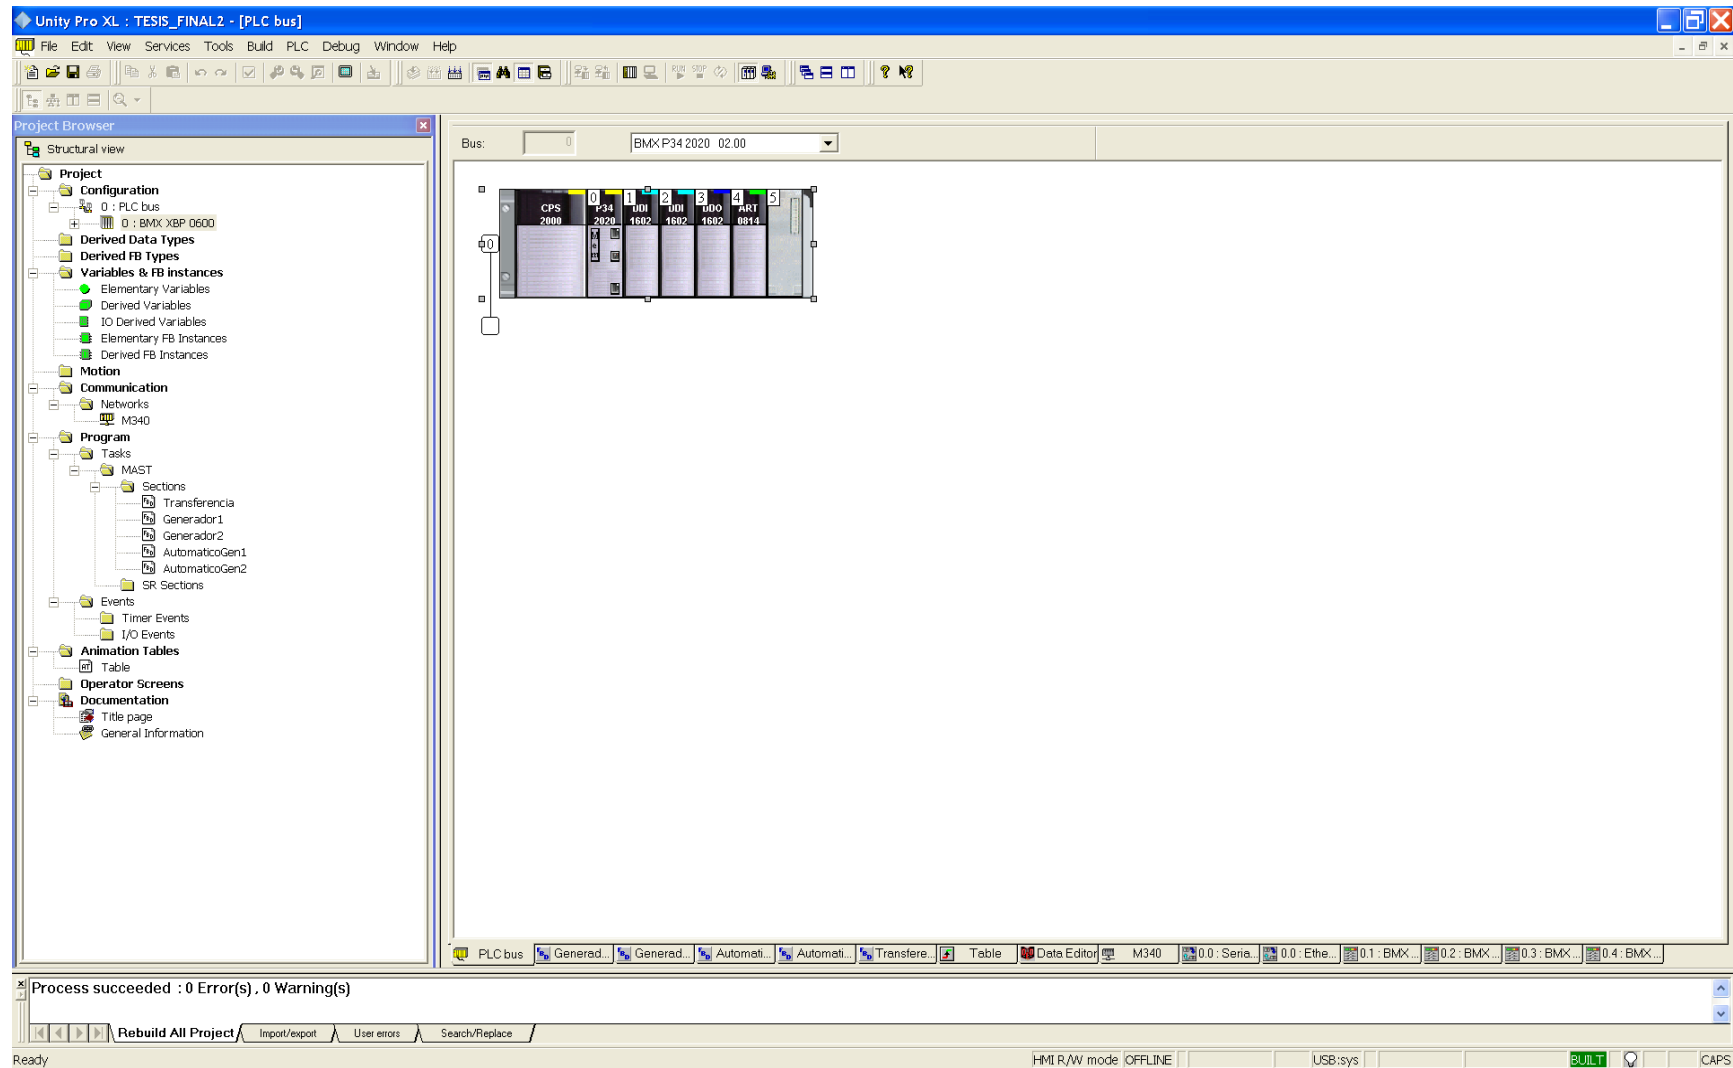 Unity Pro XL : TESIS_FINAL2 - [PLC bus]
File Edit View Services Tools Build PLC Debug Window Help
RUN STOP
Project Browser
Structural view
Project
Configuration
0 : PLC bus
0 : BMX XBP 0600
Derived Data Types
Derived FB Types
Variables & FB instances
Elementary Variables
Derived Variables
IO Derived Variables
Elementary FB Instances
Derived FB Instances
Motion
Communication
Networks
M340
Program
Tasks
MAST
Sections
Transferencia
Generador1
Generador2
AutomaticoGen1
AutomaticoGen2
SR Sections
Events
Timer Events
I/O Events
Animation Tables
Table
Operator Screens
Documentation
Title page
General Information
Bus: 0 BMX P34 2020 02.00
0 1 2 3 4 5
CPS P34 DDI DDI DDO ART
2000 2020 1602 1602 1602 0814
Mem
0
PLC bus Generad... Generad... Automati... Automati... Transfere... Table Data Editor M340 0.0 : Seria... 0.0 : Ethe... 0.1 : BMX ... 0.2 : BMX... 0.3 : BMX... 0.4 : BMX...
Process succeeded : 0 Error(s) , 0 Warning(s)
Rebuild All Project Import/export User errors Search/Replace
Ready HMI R/W mode OFFLINE USB:sys BUILT CAPS